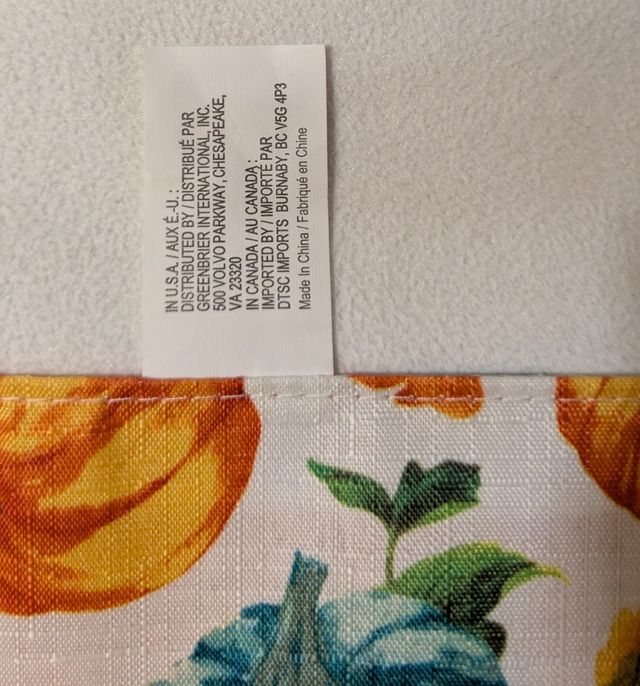 IN U.S.A. / AUX É.-U. :
DISTRIBUTED BY / DISTRIBUÉ PAR
GREENBRIER INTERNATIONAL, INC.
500 VOLVO PARKWAY, CHESAPEAKE,
VA 23320
IN CANADA / AU CANADA :
IMPORTED BY / IMPORTÉ PAR
DTSC IMPORTS BURNABY, BC V5G 4P3
Made In China / Fabriqué en Chine